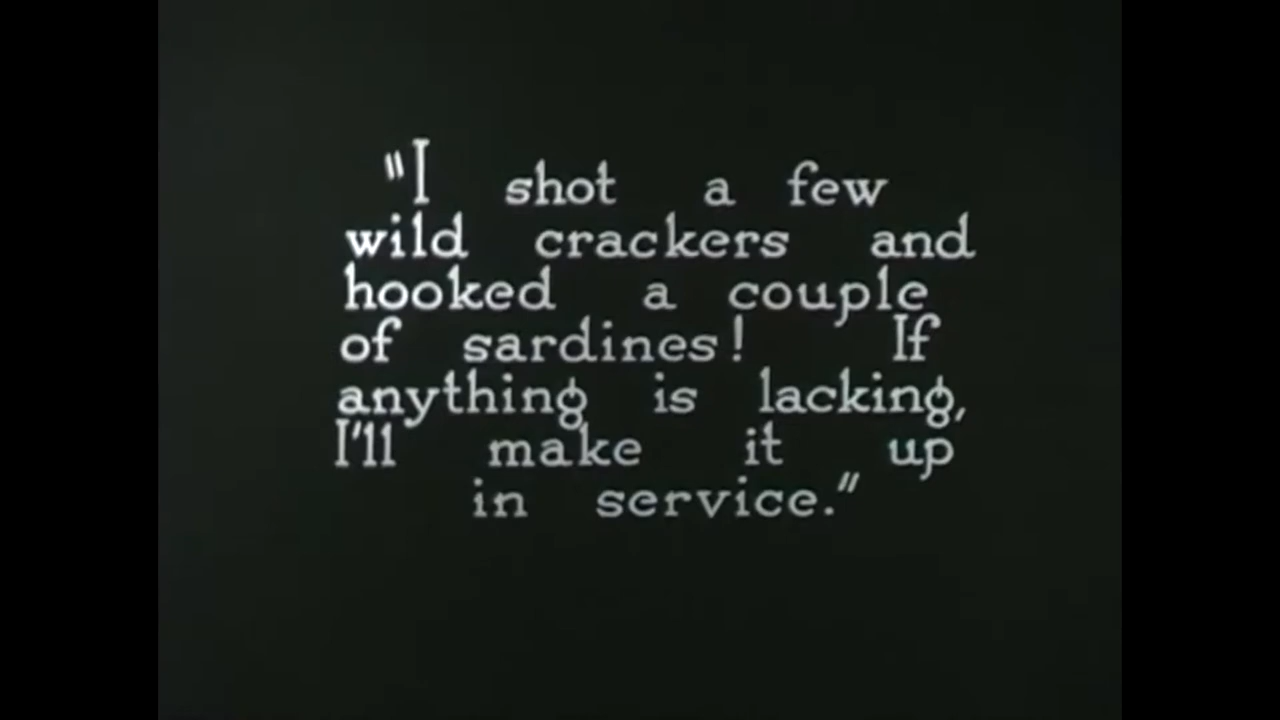 "I shot a few
wild crackers and
hooked a couple
of sardines! If
anything is lacking,
I'll make it up
in service."